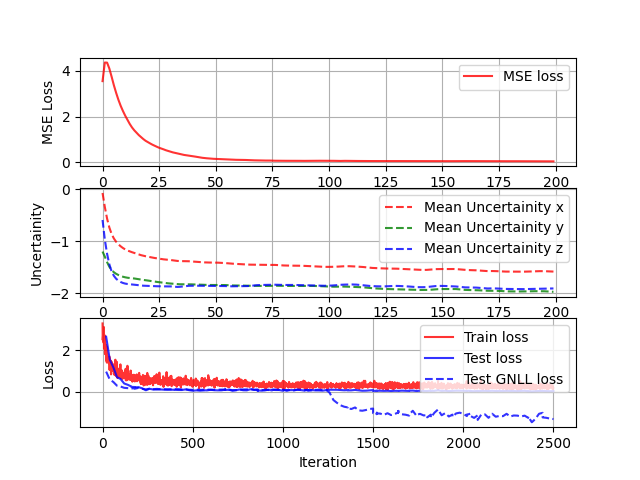 MSE Loss
4
2
0
MSE loss
0 25 50 75 100 125 150 175 200
Uncertainity
0
−1
−2
Mean Uncertainity x
Mean Uncertainity y
Mean Uncertainity z
0 25 50 75 100 125 150 175 200
Loss
2
0
Train loss
Test loss
Test GNLL loss
0 500 1000 1500 2000 2500
Iteration